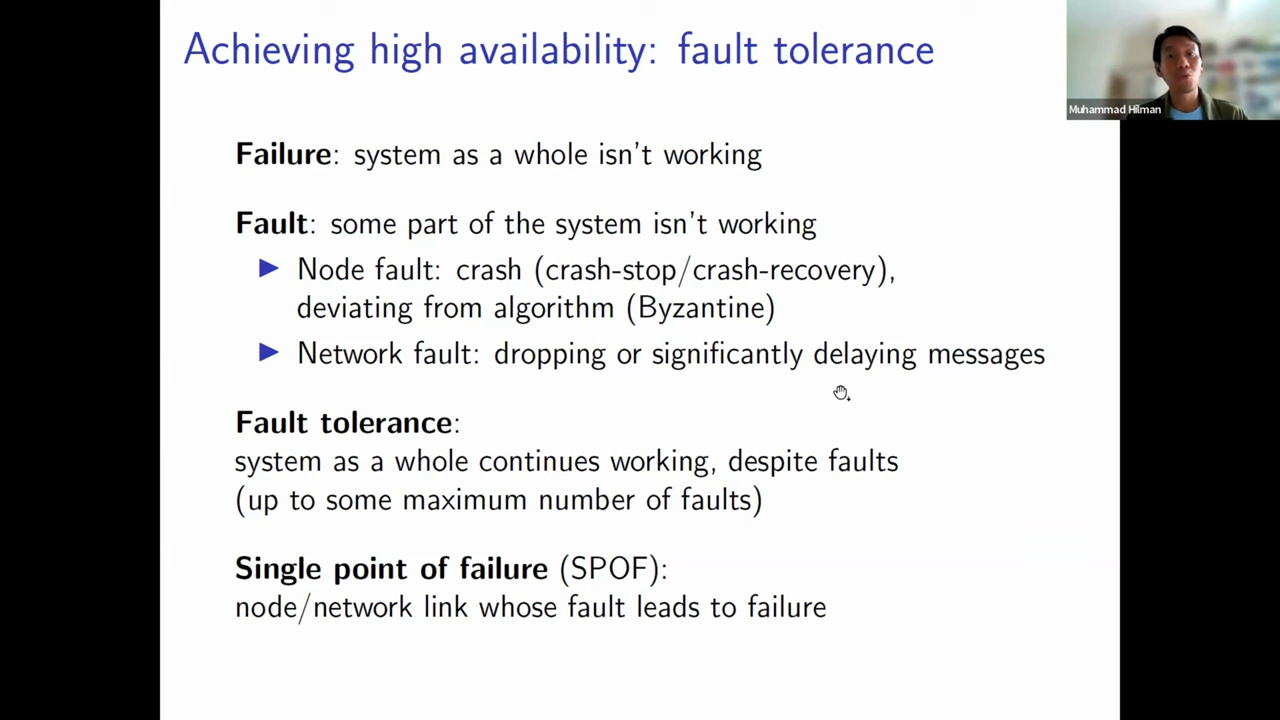 Achieving high availability: fault tolerance
Muhammad Hilman
Failure: system as a whole isn't working
Fault: some part of the system isn't working
▶ Node fault: crash (crash-stop/crash-recovery),
deviating from algorithm (Byzantine)
▶ Network fault: dropping or significantly delaying messages
Fault tolerance:
system as a whole continues working, despite faults
(up to some maximum number of faults)
Single point of failure (SPOF):
node/network link whose fault leads to failure